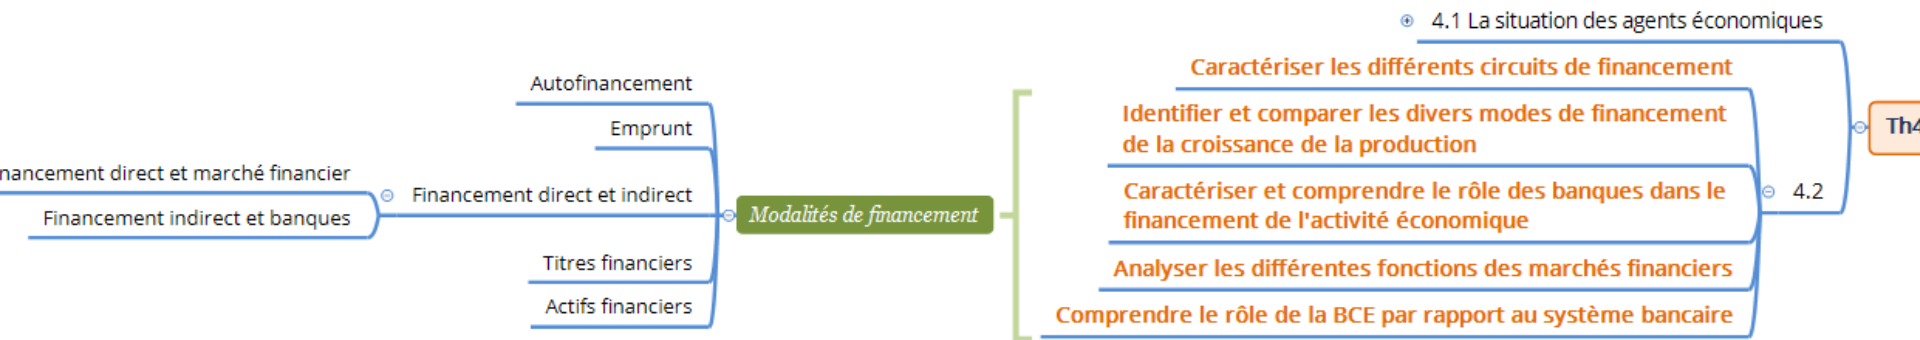 4.1 La situation des agents économiques
Caractériser les différents circuits de financement
Identifier et comparer les divers modes de financement
de la croissance de la production
Caractériser et comprendre le rôle des banques dans le
financement de l'activité économique
Analyser les différentes fonctions des marchés financiers
Comprendre le rôle de la BCE par rapport au système bancaire
4.2
Th4
Modalités de financement
Autofinancement
Emprunt
Financement direct et indirect
nancement direct et marché financier
Financement indirect et banques
Titres financiers
Actifs financiers